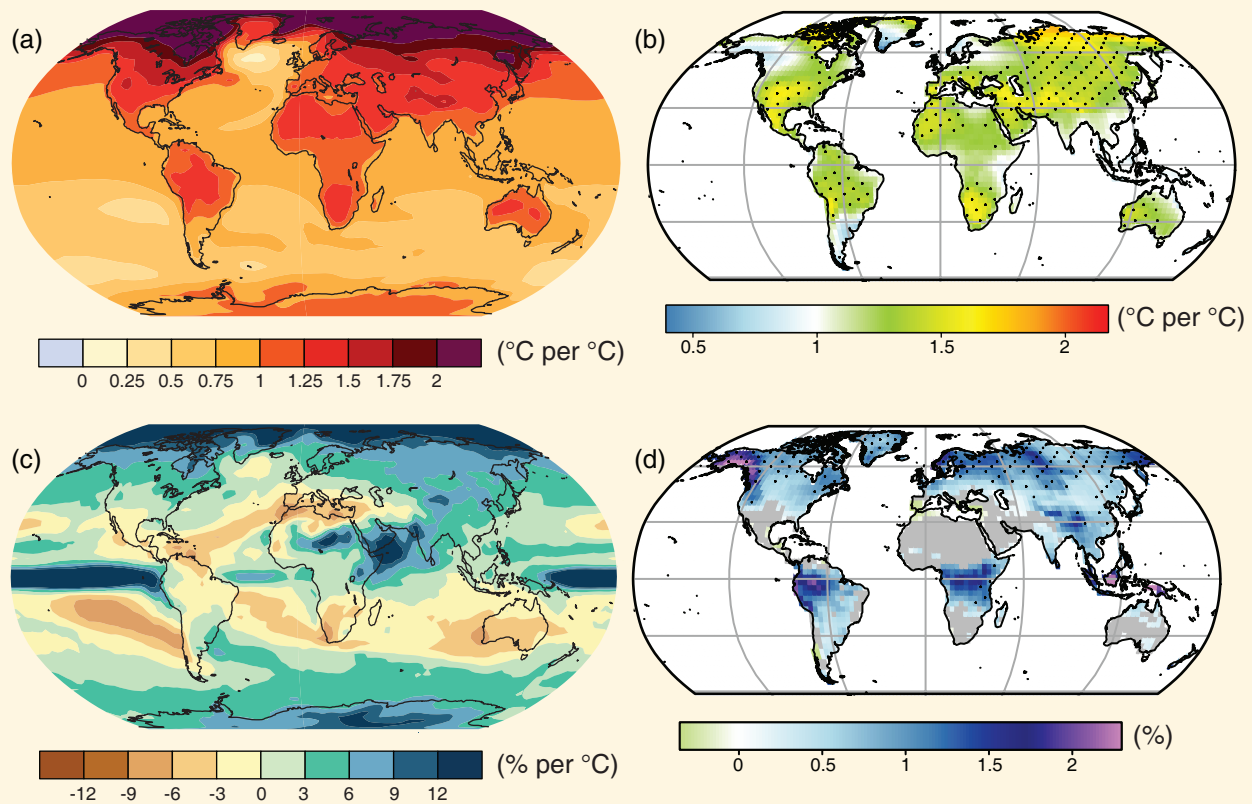 (a)
0 0.25 0.5 0.75 1 1.25 1.5 1.75 2
(°C per °C)
(b)
0.5 1 1.5 2
(°C per °C)
(c)
-12 -9 -6 -3 0 3 6 9 12
(% per °C)
(d)
0 0.5 1 1.5 2
(%)